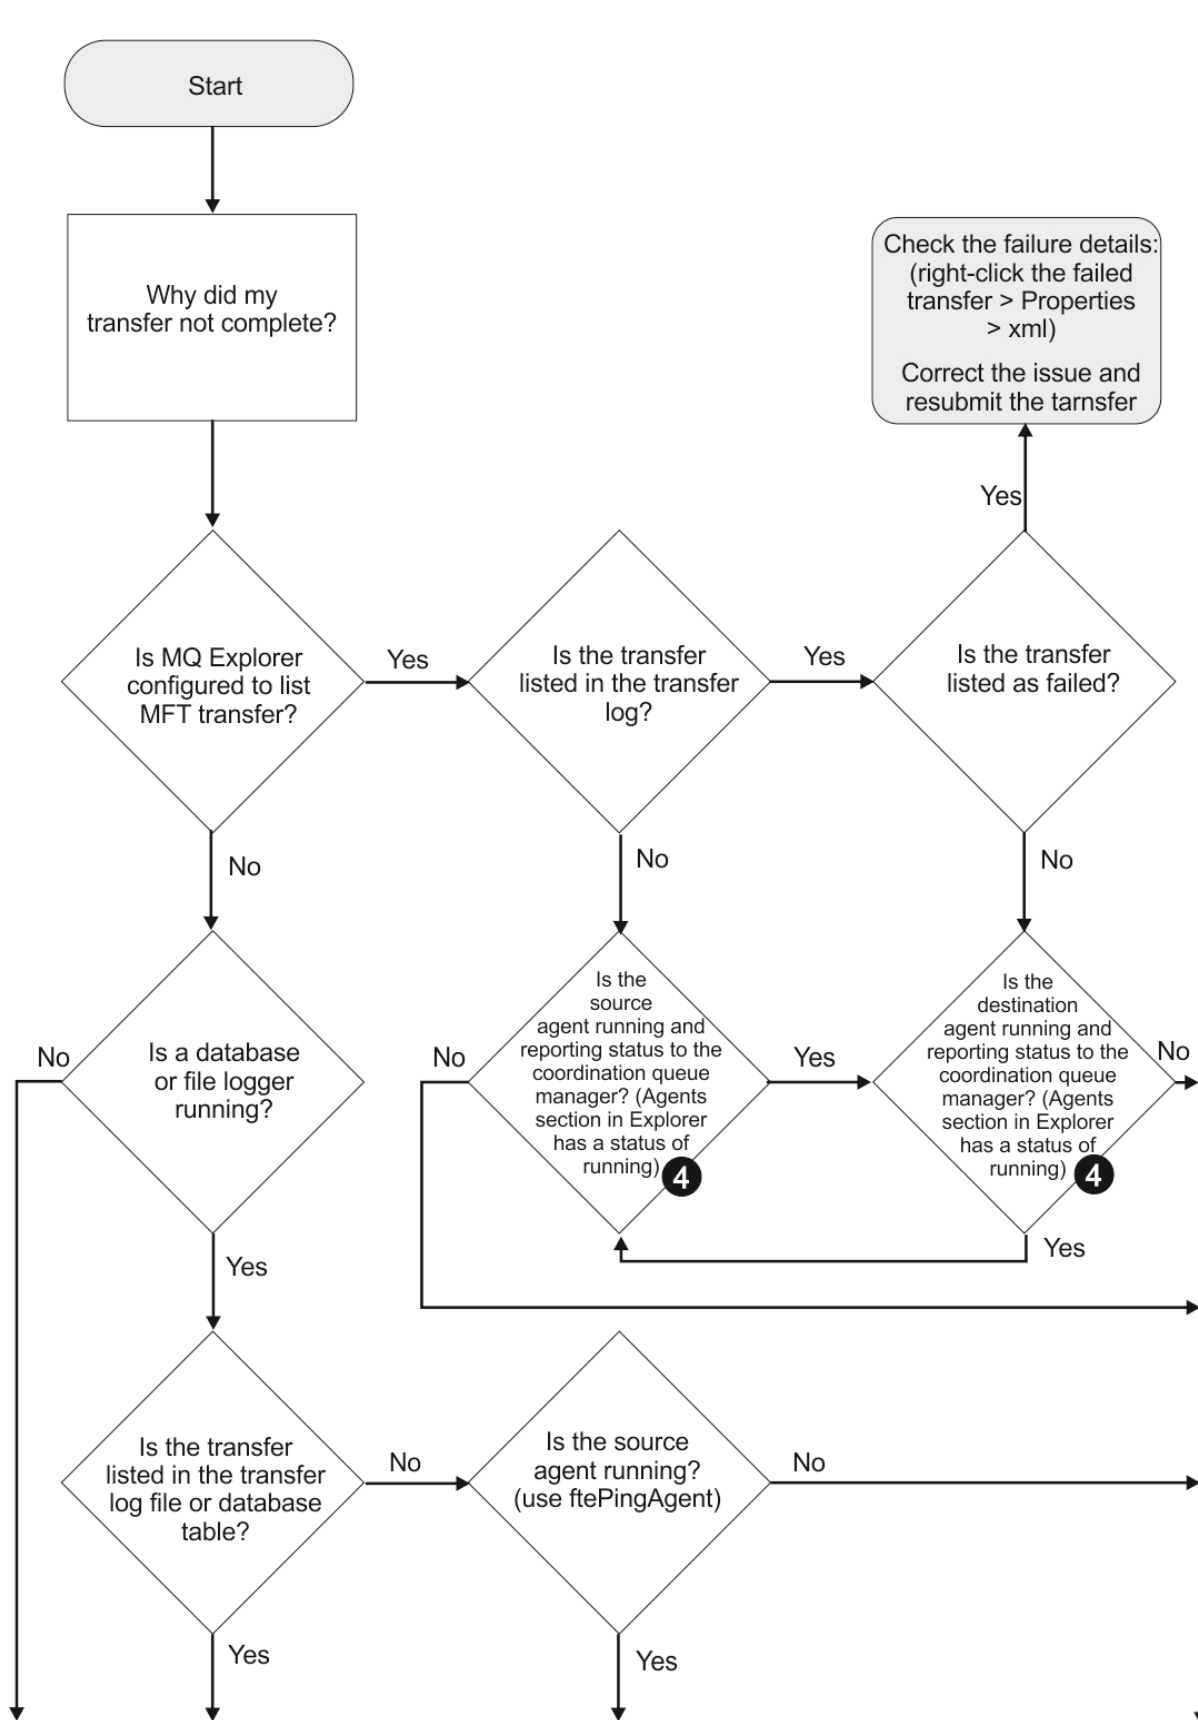 Start
Why did my
transfer not complete?
Check the failure details:
(right-click the failed
transfer > Properties
> xml)
Correct the issue and
resubmit the tarnsfer
Yes
Is MQ Explorer
configured to list
MFT transfer?
Yes
Is the transfer
listed in the transfer
log?
Yes
Is the transfer
listed as failed?
No
No
No
No
Is a database
or file logger
running?
No
Is the
source
agent running and
reporting status to the
coordination queue
manager? (Agents
section in Explorer
has a status of
running)
4
Yes
Is the
destination
agent running and
reporting status to the
coordination queue
manager? (Agents
section in Explorer
has a status of
running)
4
No
Yes
Yes
Is the transfer
listed in the transfer
log file or database
table?
No
Is the source
agent running?
(use ftePingAgent)
No
Yes
Yes